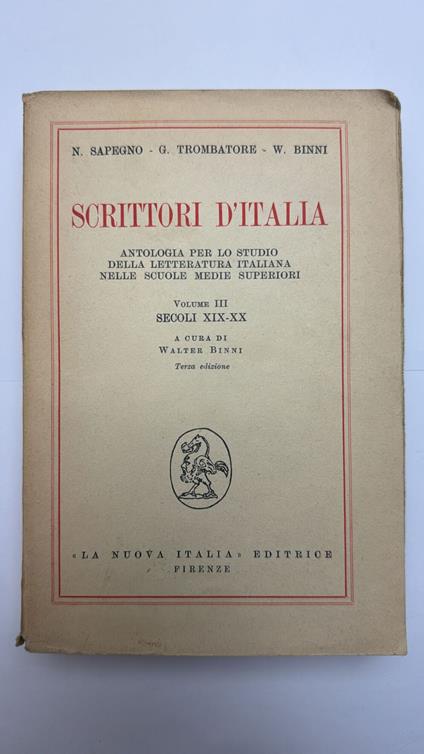 N. SAPEGNO - G. TROMBATORE - W. BINNI
SCRITTORI D'ITALIA
ANTOLOGIA PER LO STUDIO
DELLA LETTERATURA ITALIANA
NELLE SCUOLE MEDIE SUPERIORI
VOLUME III
SECOLI XIX-XX
A CURA DI
WALTER BINNI
Terza edizione
«LA NUOVA ITALIA» EDITRICE
FIRENZE